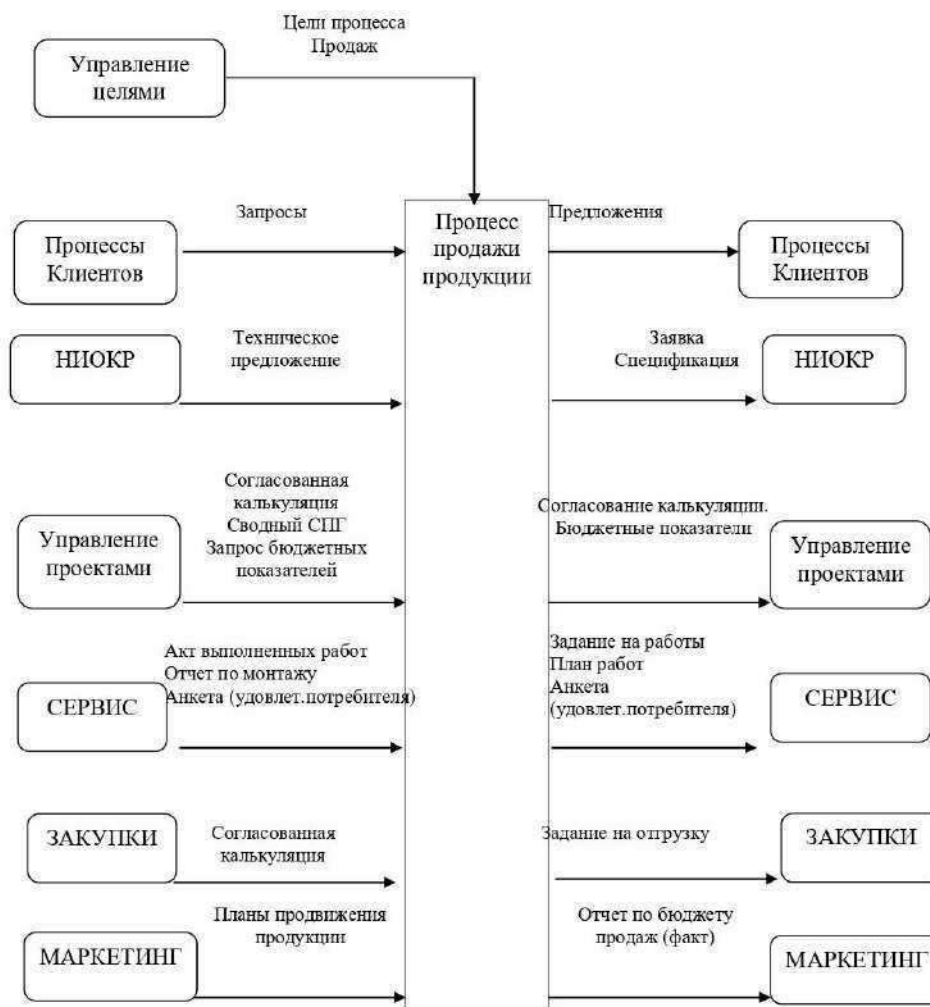 Цели процесса
Продаж
Управление
целями
Запросы
Процесс
продажи
продукции
Предложения
Процессы
Клиентов
Процессы
Клиентов
НИОКР
Техническое
предложение
Заявка
Спецификация
НИОКР
Согласованная
калькуляция
Сводный СПГ
Запрос бюджетных
показателей
Управление
проектами
Согласование калькуляции.
Бюджетные показатели
Управление
проектами
Акт выполненных работ
Отчет по монтажу
Анкета (удовлет.потребителя)
СЕРВИС
Задание на работы
План работ
Анкета
(удовлет.потребителя)
СЕРВИС
ЗАКУПКИ
Согласованная
калькуляция
Задание на отгрузку
ЗАКУПКИ
Планы продвижения
продукции
МАРКЕТИНГ
Отчет по бюджету
продаж (факт)
МАРКЕТИНГ